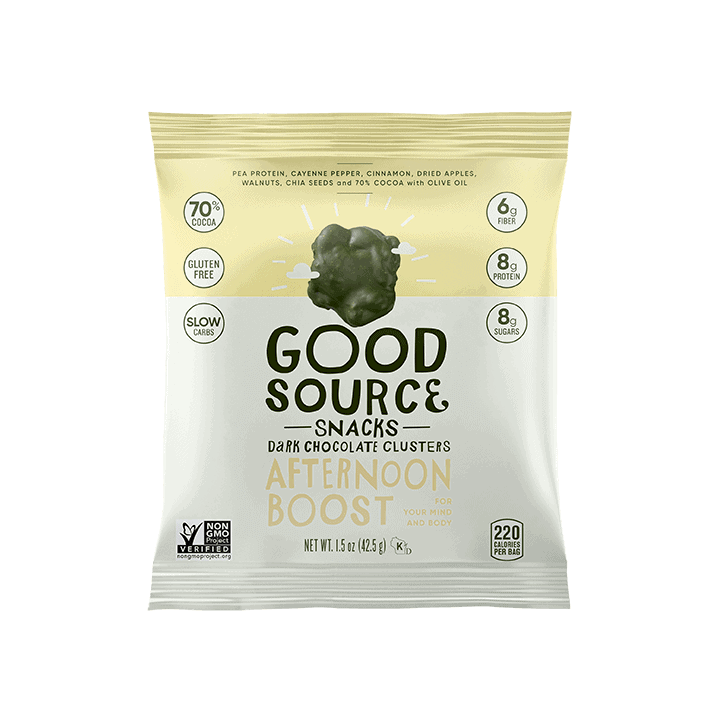 PEA PROTEIN, CAYENNE PEPPER, CINNAMON, DRIED APPLES,
WALNUTS, CHIA SEEDS and 70% COCOA with OLIVE OIL
70%
COCOA
GLUTEN
FREE
SLOW
CARBS
6g
FIBER
8g
PROTEIN
8g
SUGARS
GOOD
SOURCE
SNACKS
DARK CHOCOLATE CLUSTERS
AFTERNOON
BOOST
FOR
YOUR MIND
AND BODY
NON
GMO
Project
VERIFIED
nongmoproject.org
NET WT. 1.5 oz (42.5 g)
K
D
220
CALORIES
PER BAG